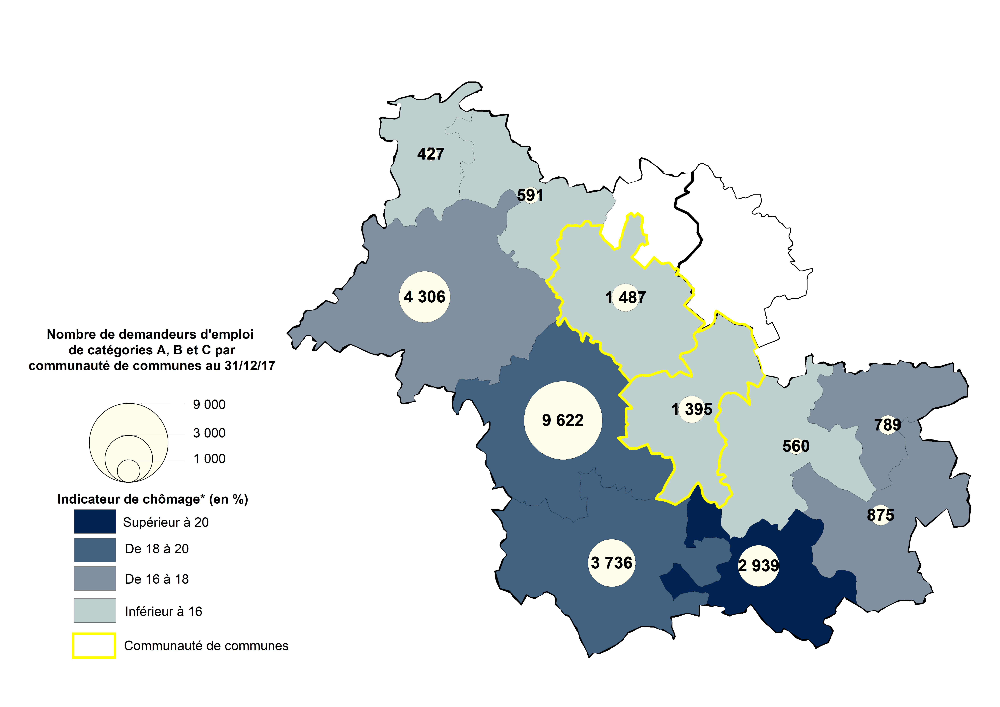 427
591
4 306
1 487
Nombre de demandeurs d'emploi
de catégories A, B et C par
communauté de communes au 31/12/17
9 000
3 000
1 000
9 622
1 395
789
560
875
Indicateur de chômage* (en %)
Supérieur à 20
De 18 à 20
De 16 à 18
Inférieur à 16
Communauté de communes
3 736
2 939